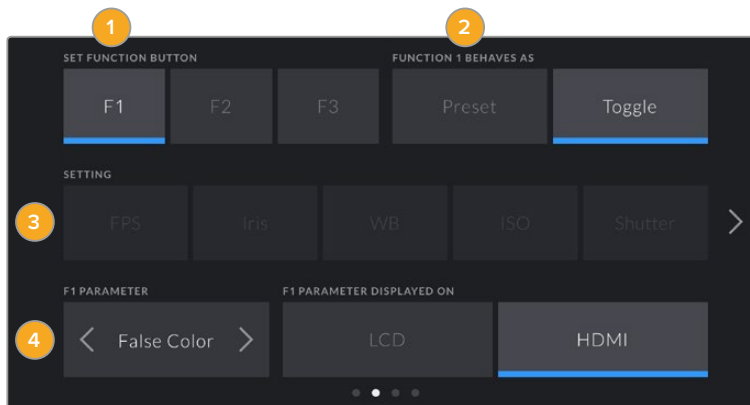 1 2
SET FUNCTION BUTTON FUNCTION 1 BEHAVES AS
F1 F2 F3 Preset Toggle
SETTING
3 FPS Iris WB ISO Shutter
F1 PARAMETER F1 PARAMETER DISPLAYED ON
4 False Color LCD HDMI